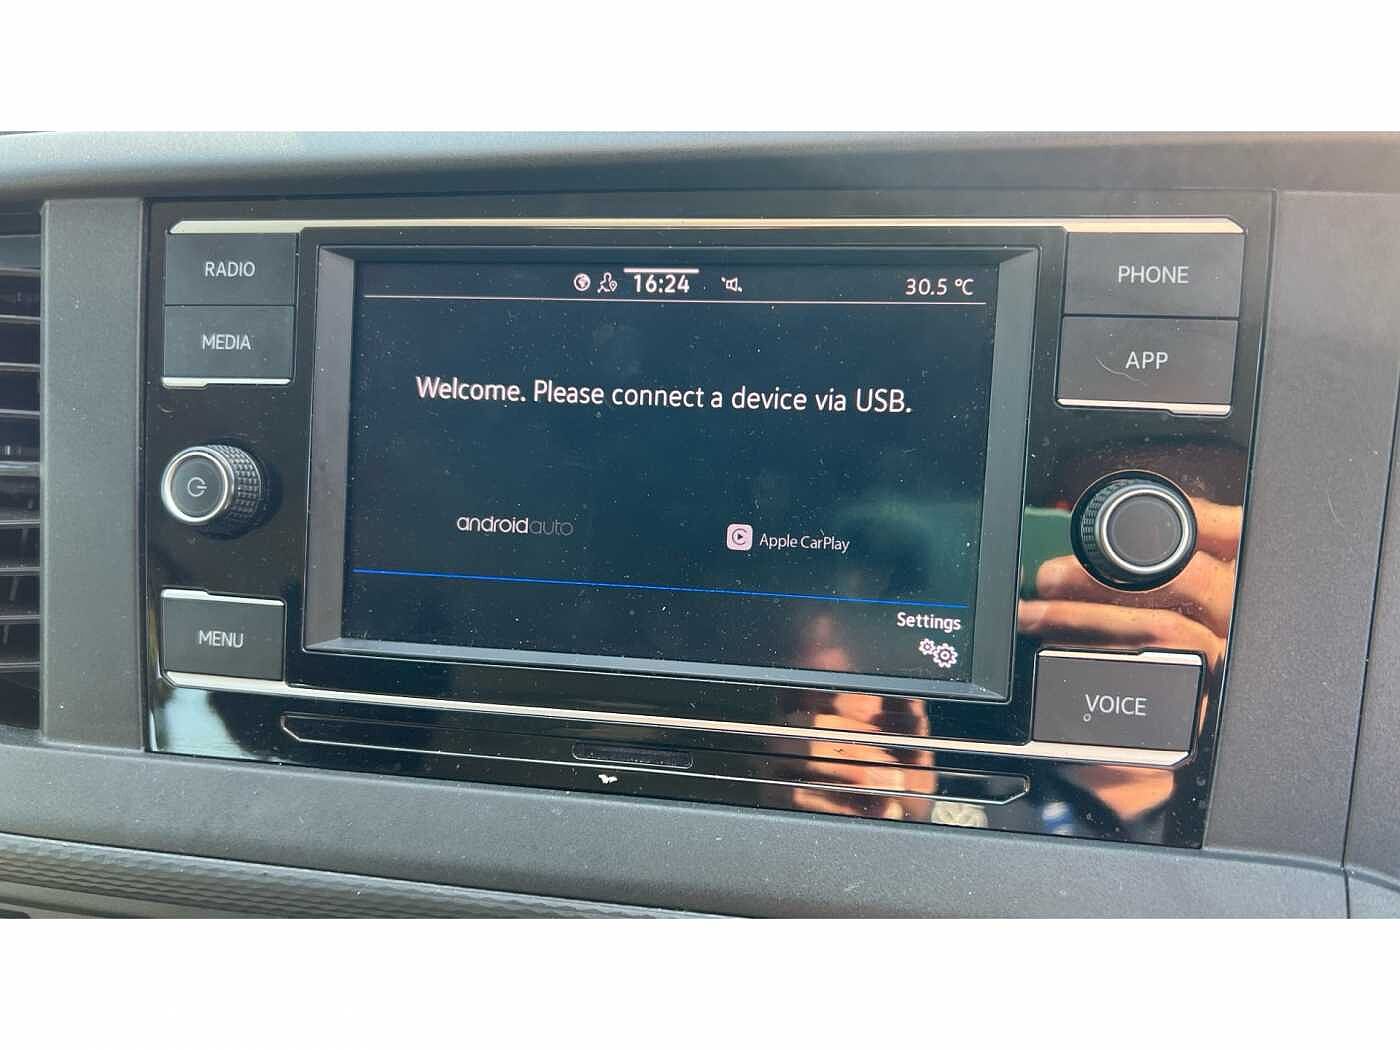 RADIO
MEDIA
MENU
16:24
30.5 °C
Welcome. Please connect a device via USB.
androidauto
Apple CarPlay
Settings
PHONE
APP
VOICE